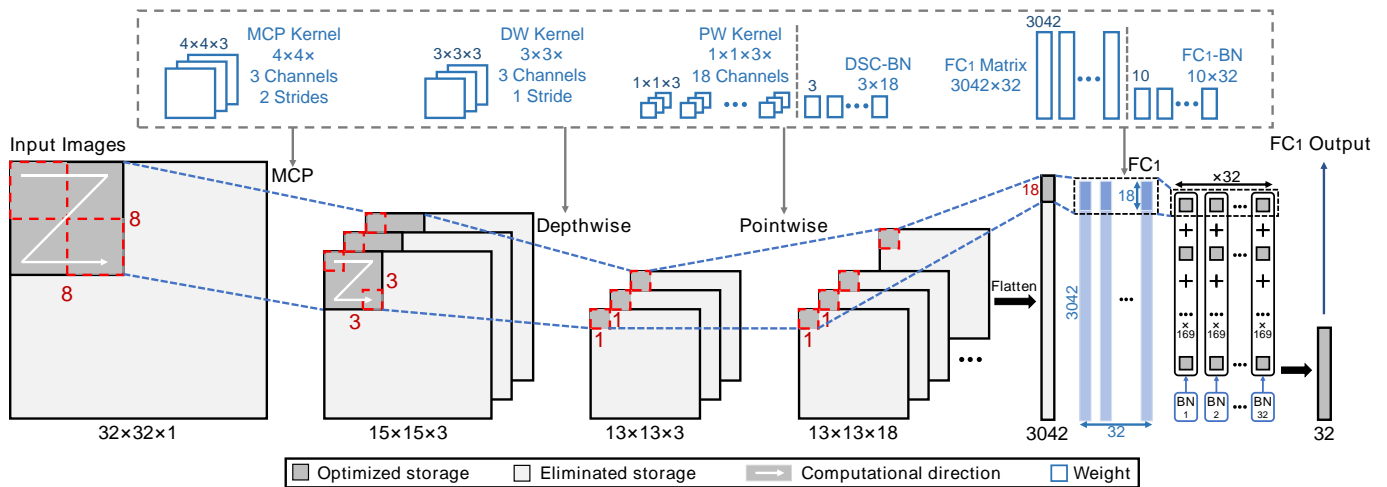 4×4×3
MCP Kernel
4×4×
3 Channels
2 Strides
3×3×3
DW Kernel
3×3×
3 Channels
1 Stride
1×1×3
PW Kernel
1×1×3×
18 Channels
3
DSC-BN
3×18
FC1 Matrix
3042×32
3042
10
FC1-BN
10×32
Input Images
MCP
8
8
32×32×1
Depthwise
3
3
15×15×3
Pointwise
1
1
13×13×3
1
1
13×13×18
Flatten
18
3042
FC1
18
3042
32
×32
×
169
×
169
×
169
BN
1
BN
2
BN
32
FC1 Output
32
Optimized storage
Eliminated storage
Computational direction
Weight